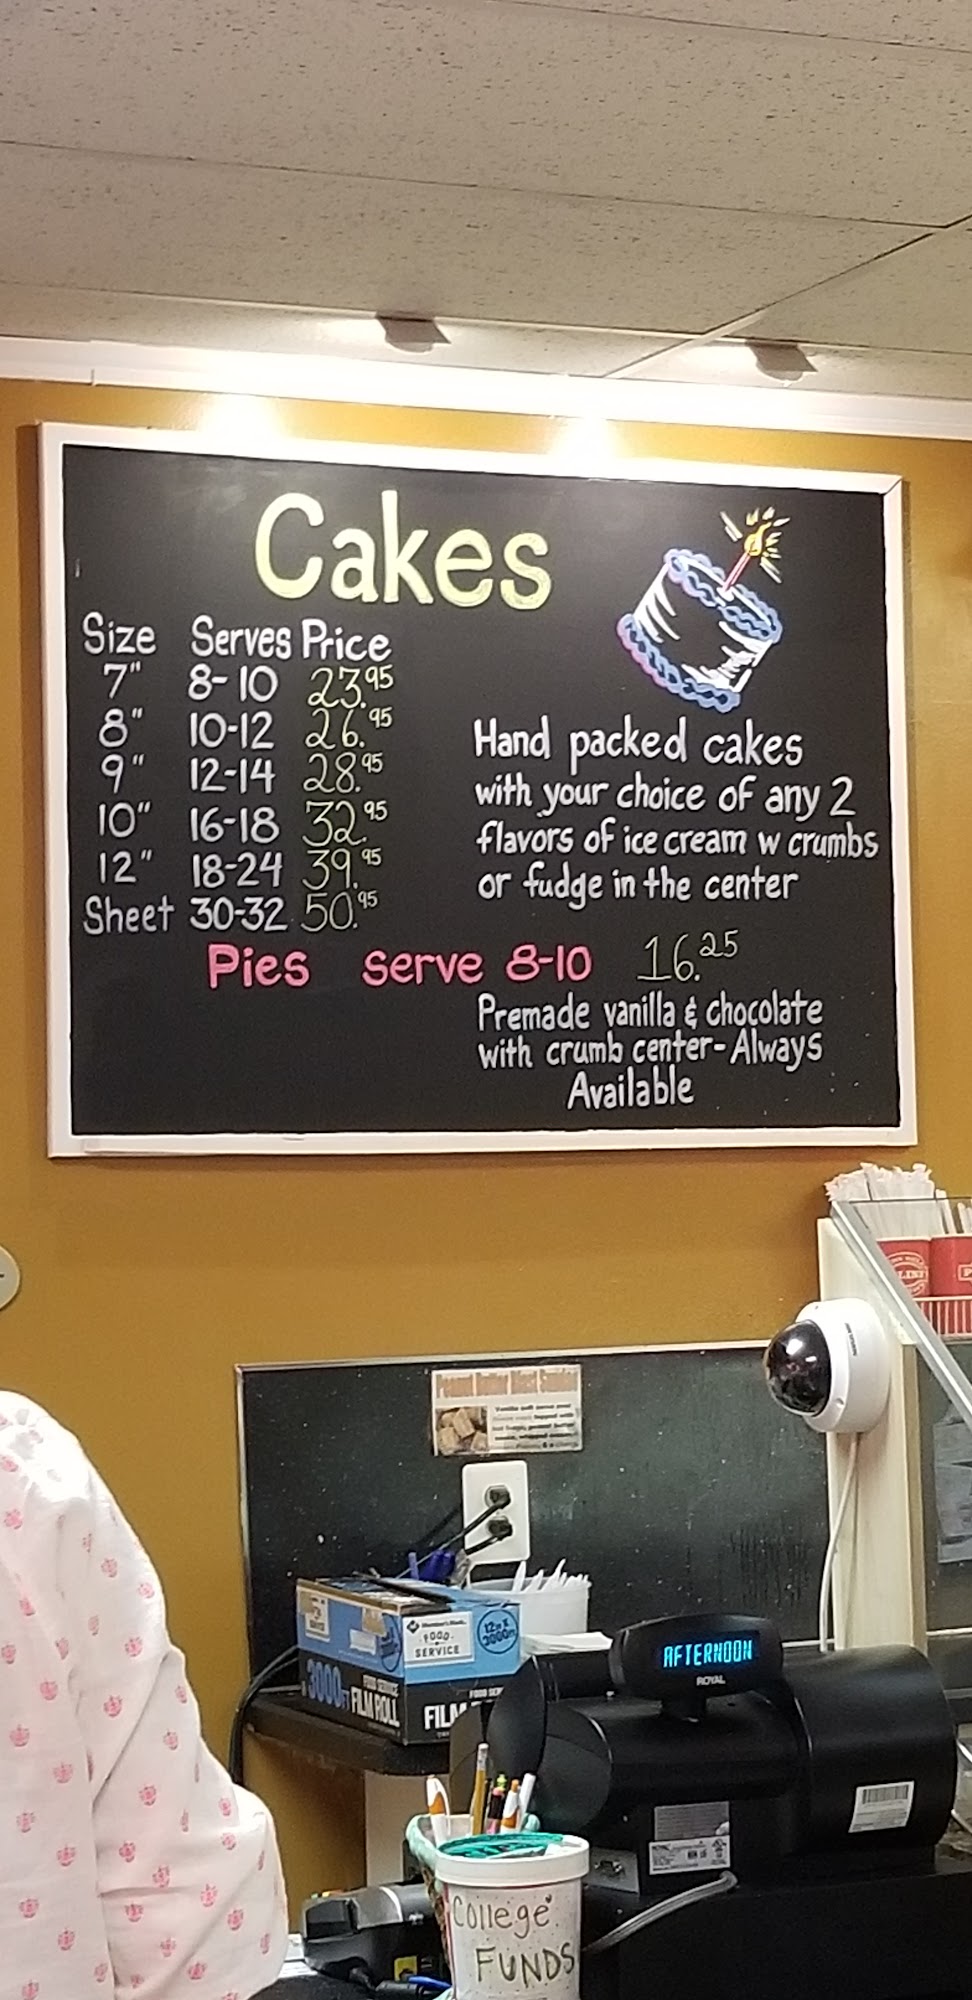 Cakes
Size Serves Price
7" 8-10 23.95
8" 10-12 26.95
9" 12-14 28.95
10" 16-18 32.95
12" 18-24 39.95
Sheet 30-32 50.95
Hand packed cakes
with your choice of any 2
flavors of ice cream w crumbs
or fudge in the center
Pies serve 8-10 16.25
Premade vanilla & chocolate
with crumb center-Always
Available
FOOD
SERVICE
12in x
3000ft
3000FT
FILM ROLL
FILM
AFTERNOON
ROYAL
College
FUNDS